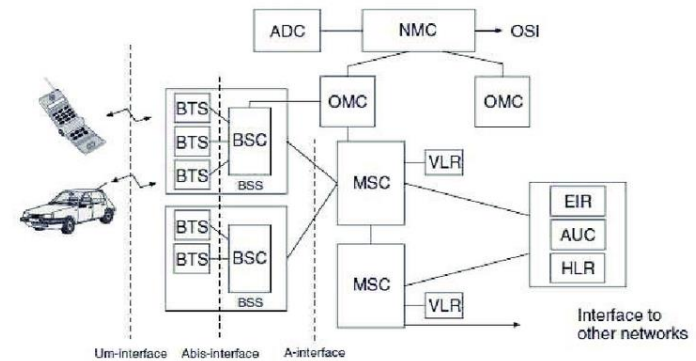 ADC
NMC
OSI
OMC
OMC
BTS
BTS
BTS
BSC
BSS
MSC
VLR
EIR
AUC
HLR
BTS
BTS
BSC
BSS
MSC
VLR
Interface to
other networks
Um-interface
Abis-interface
A-interface